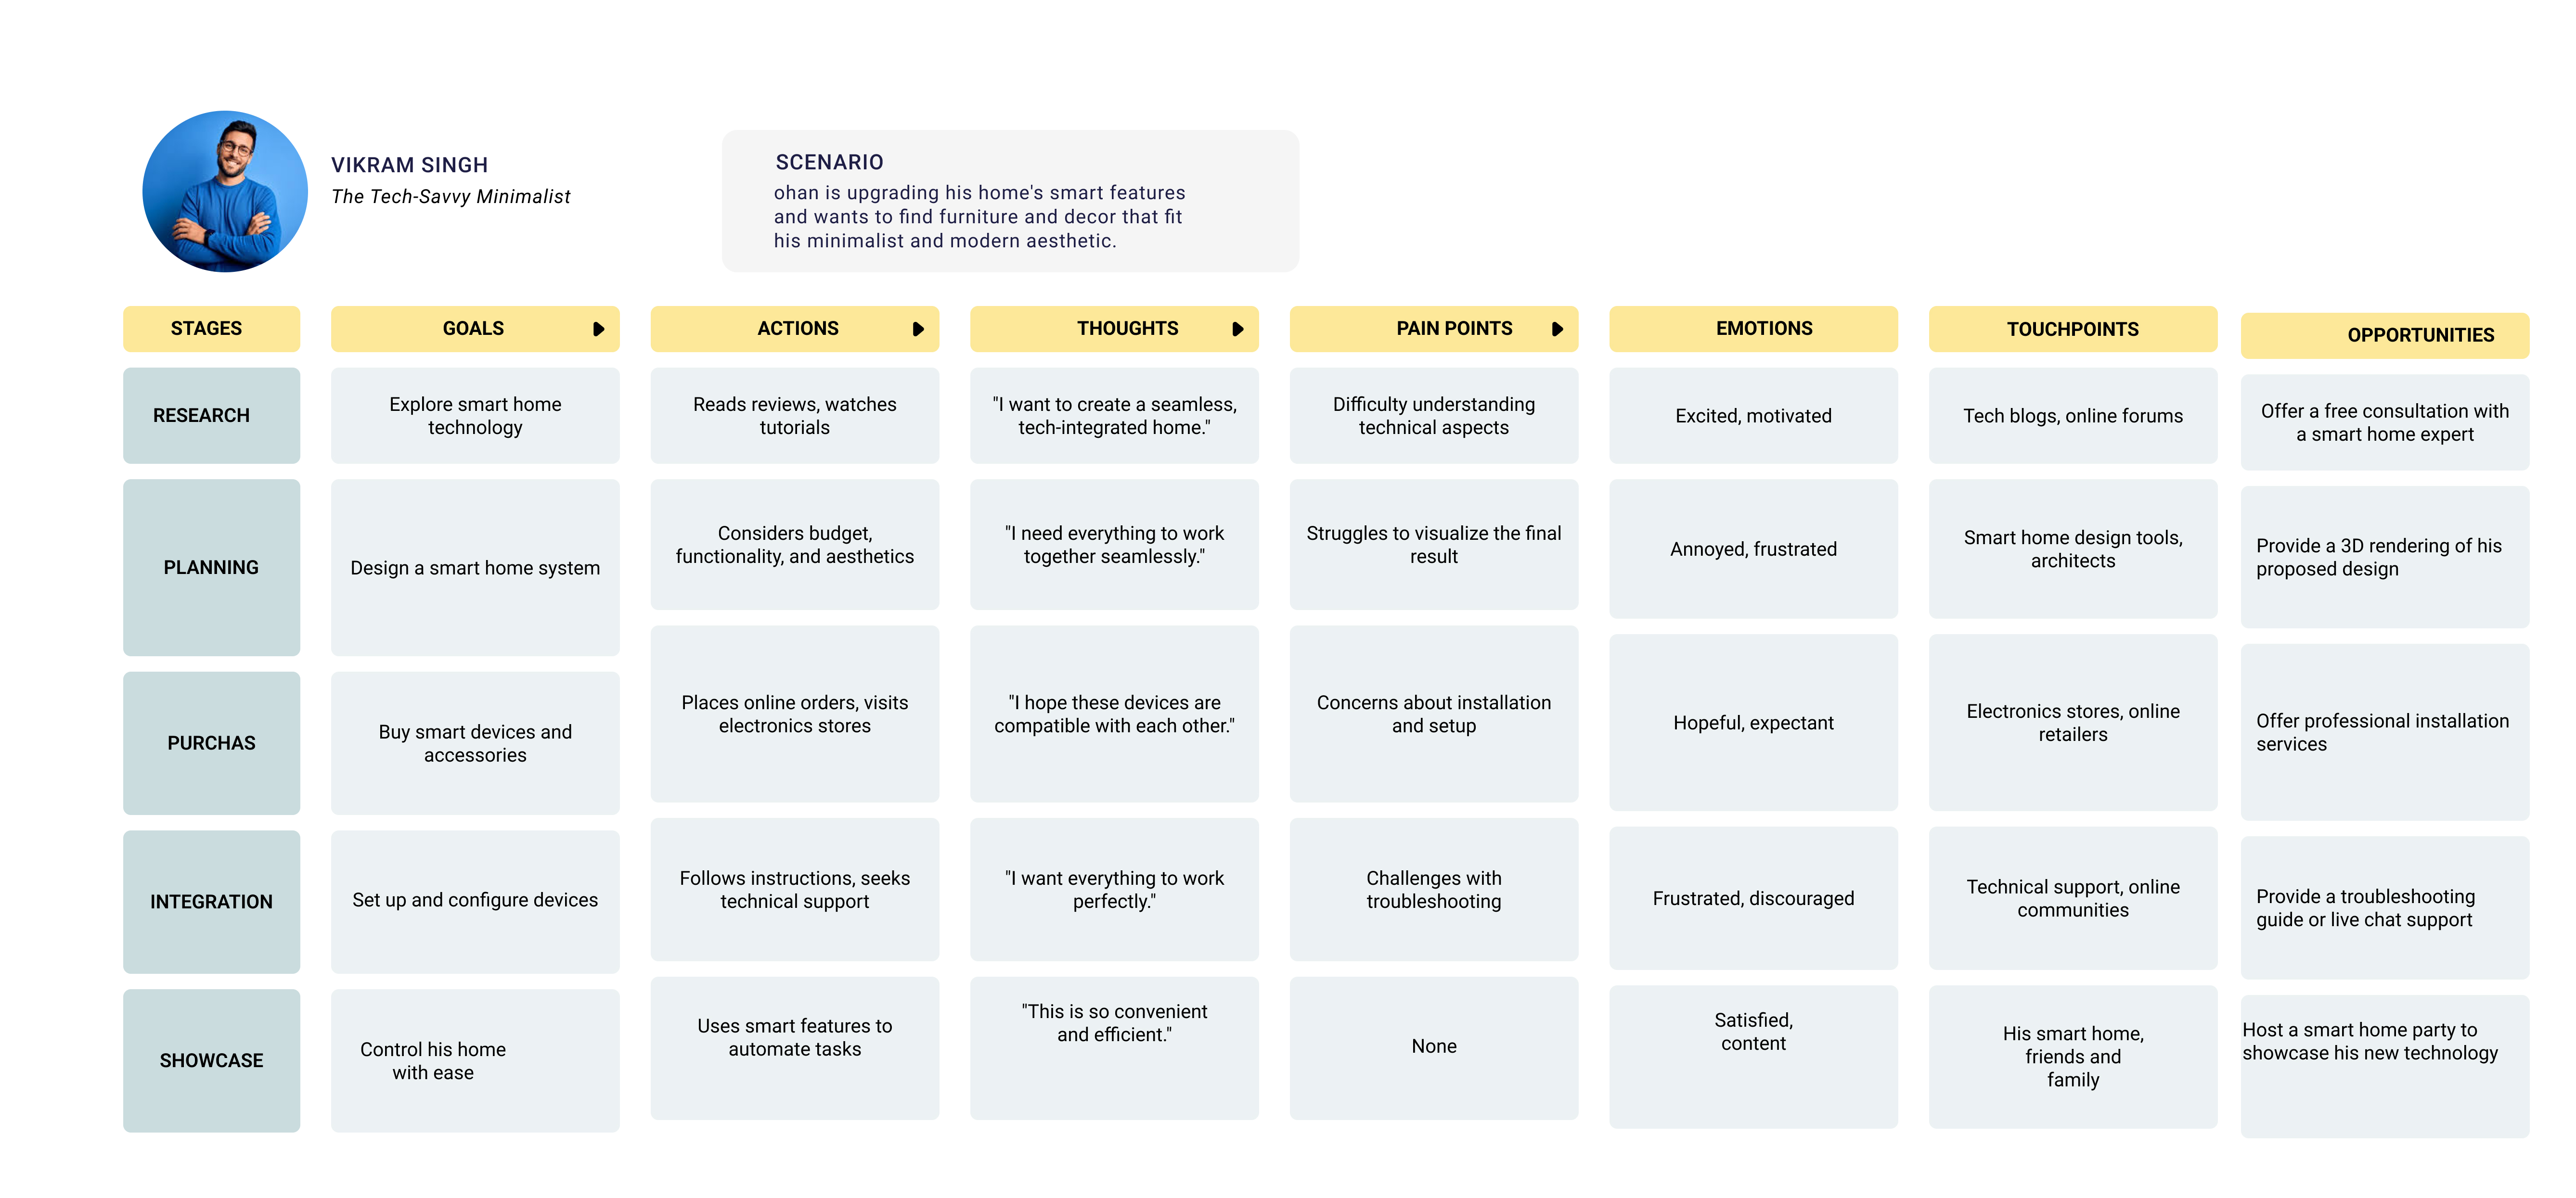 VIKRAM SINGH
The Tech-Savvy Minimalist
SCENARIO
ohan is upgrading his home's smart features
and wants to find furniture and decor that fit
his minimalist and modern aesthetic.
STAGES
GOALS
ACTIONS
THOUGHTS
PAIN POINTS
EMOTIONS
TOUCHPOINTS
OPPORTUNITIES
RESEARCH
Explore smart home
technology
Reads reviews, watches
tutorials
"I want to create a seamless,
tech-integrated home."
Difficulty understanding
technical aspects
Excited, motivated
Tech blogs, online forums
Offer a free consultation with
a smart home expert
PLANNING
Design a smart home system
Considers budget,
functionality, and aesthetics
"I need everything to work
together seamlessly."
Struggles to visualize the final
result
Annoyed, frustrated
Smart home design tools,
architects
Provide a 3D rendering of his
proposed design
PURCHAS
Buy smart devices and
accessories
Places online orders, visits
electronics stores
"I hope these devices are
compatible with each other."
Concerns about installation
and setup
Hopeful, expectant
Electronics stores, online
retailers
Offer professional installation
services
INTEGRATION
Set up and configure devices
Follows instructions, seeks
technical support
"I want everything to work
perfectly."
Challenges with
troubleshooting
Frustrated, discouraged
Technical support, online
communities
Provide a troubleshooting
guide or live chat support
SHOWCASE
Control his home
with ease
Uses smart features to
automate tasks
"This is so convenient
and efficient."
None
Satisfied,
content
His smart home,
friends and
family
Host a smart home party to
showcase his new technology